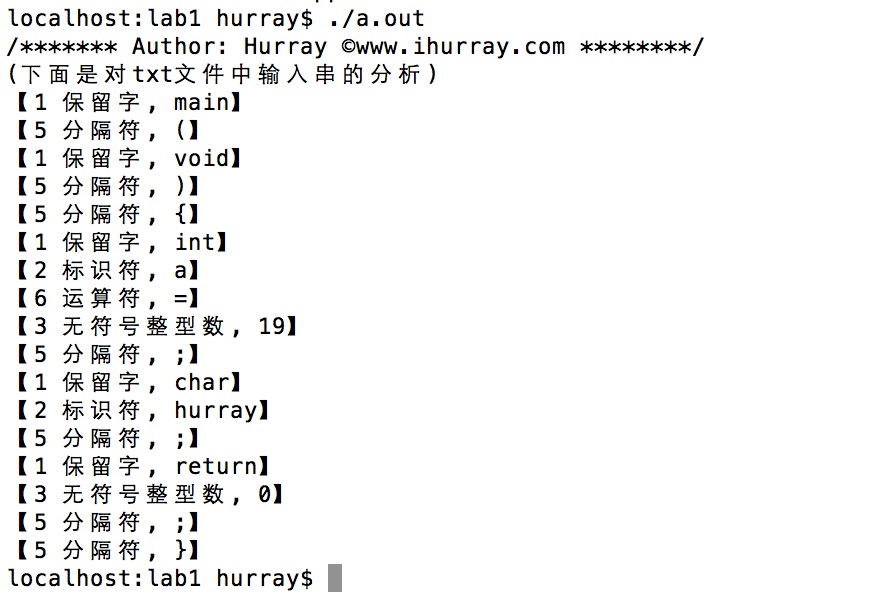 localhost:lab1 hurray$ ./a.out
/******* Author: Hurray ©www.ihurray.com ********/
(下面是对txt文件中输入串的分析)
【1 保留字, main】
【5 分隔符, (】
【1 保留字, void】
【5 分隔符, )】
【5 分隔符, {】
【1 保留字, int】
【2 标识符, a】
【6 运算符, =】
【3 无符号整型数, 19】
【5 分隔符, ;】
【1 保留字, char】
【2 标识符, hurray】
【5 分隔符, ;】
【1 保留字, return】
【3 无符号整型数, 0】
【5 分隔符, ;】
【5 分隔符, }】
localhost:lab1 hurray$